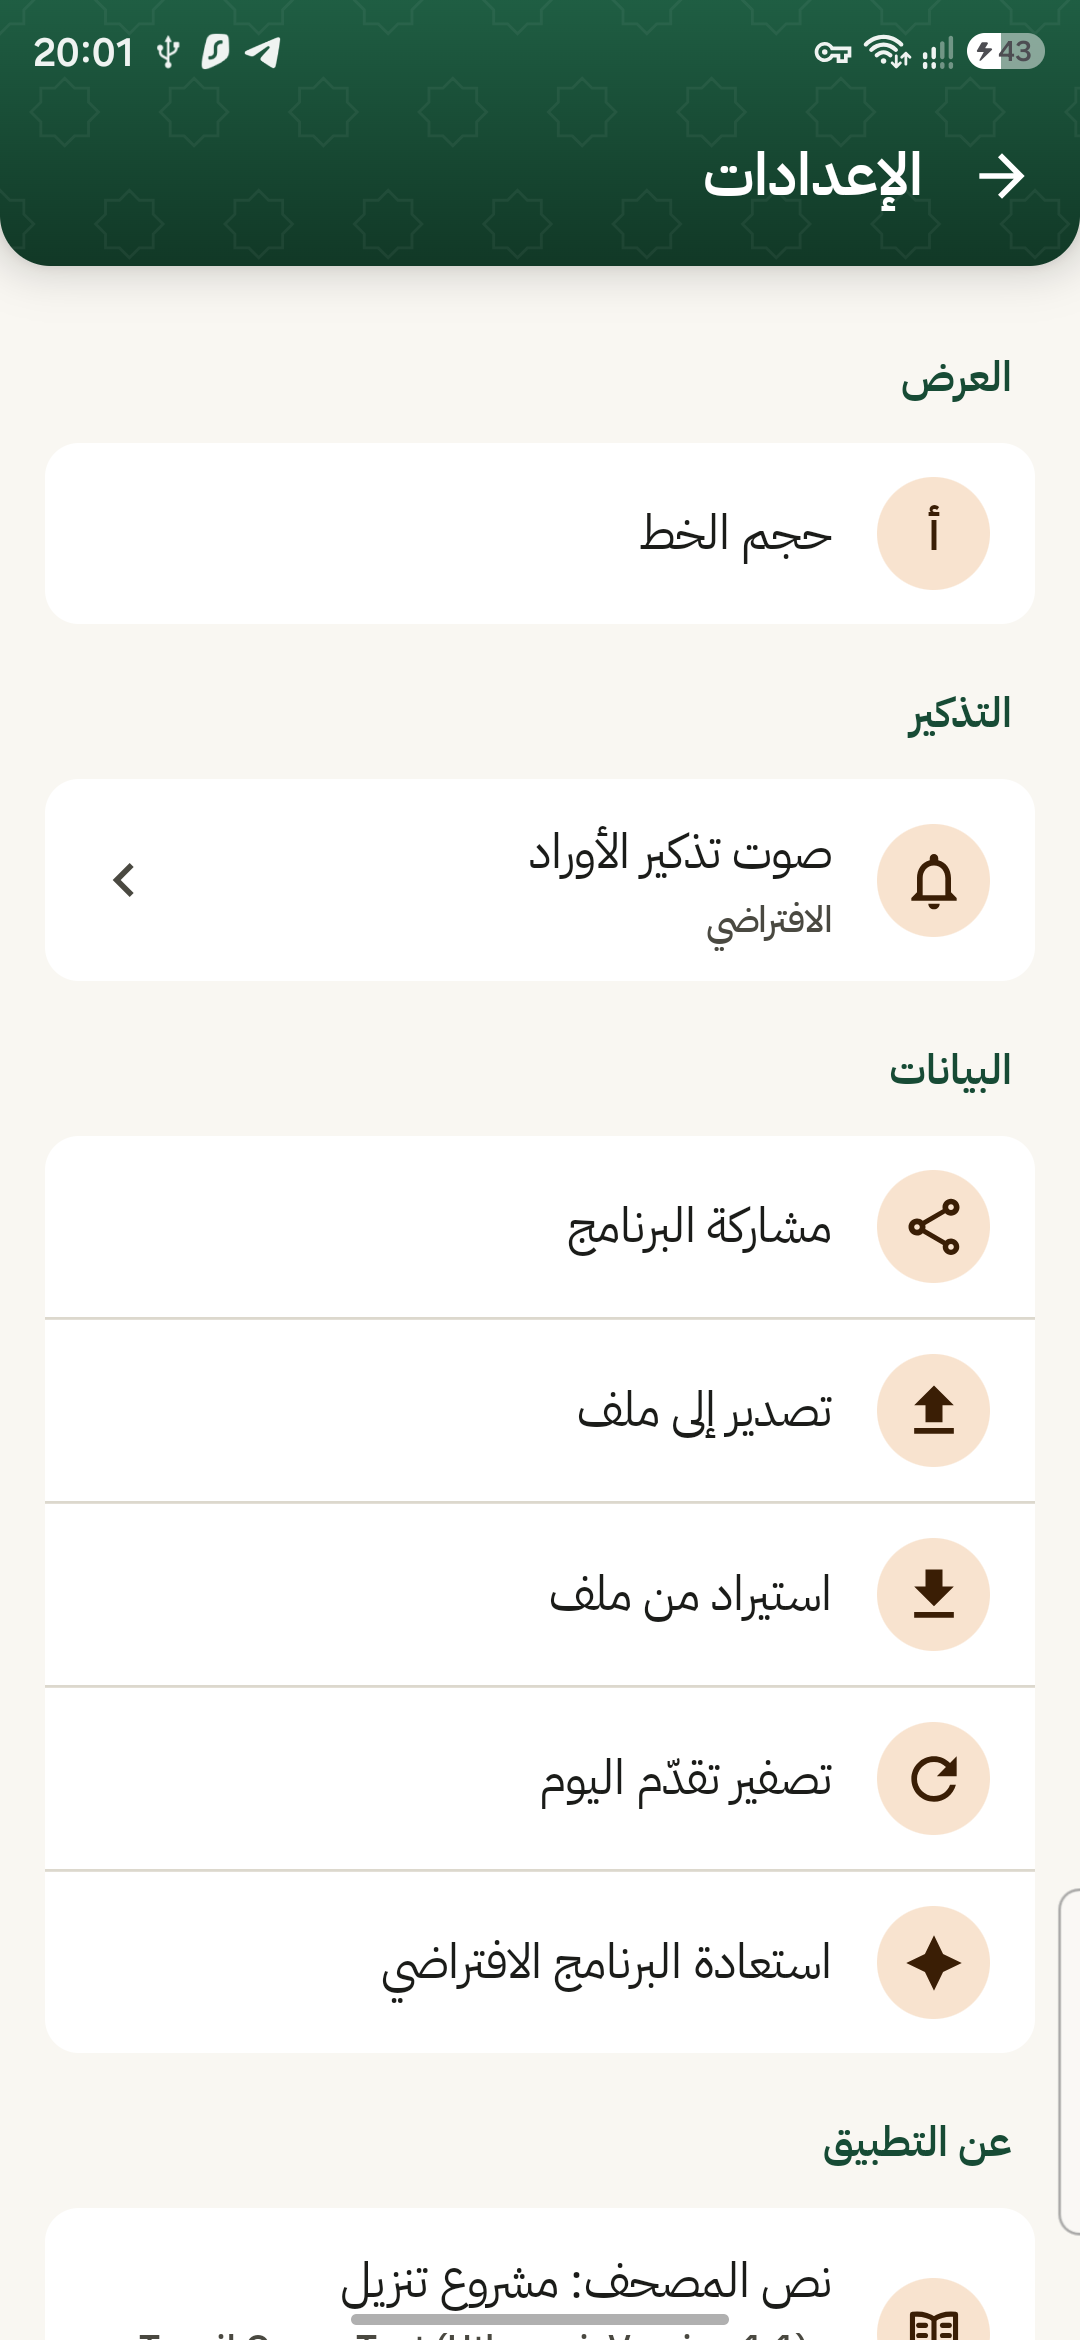 20:01
43
الإعدادات
العرض
أ
حجم الخط
التذكير
صوت تذكير الأوراد
الافتراضي
البيانات
مشاركة البرنامج
تصدير إلى ملف
استيراد من ملف
تصفير تقدّم اليوم
استعادة البرنامج الافتراضي
عن التطبيق
نص المصحف: مشروع تنزيل